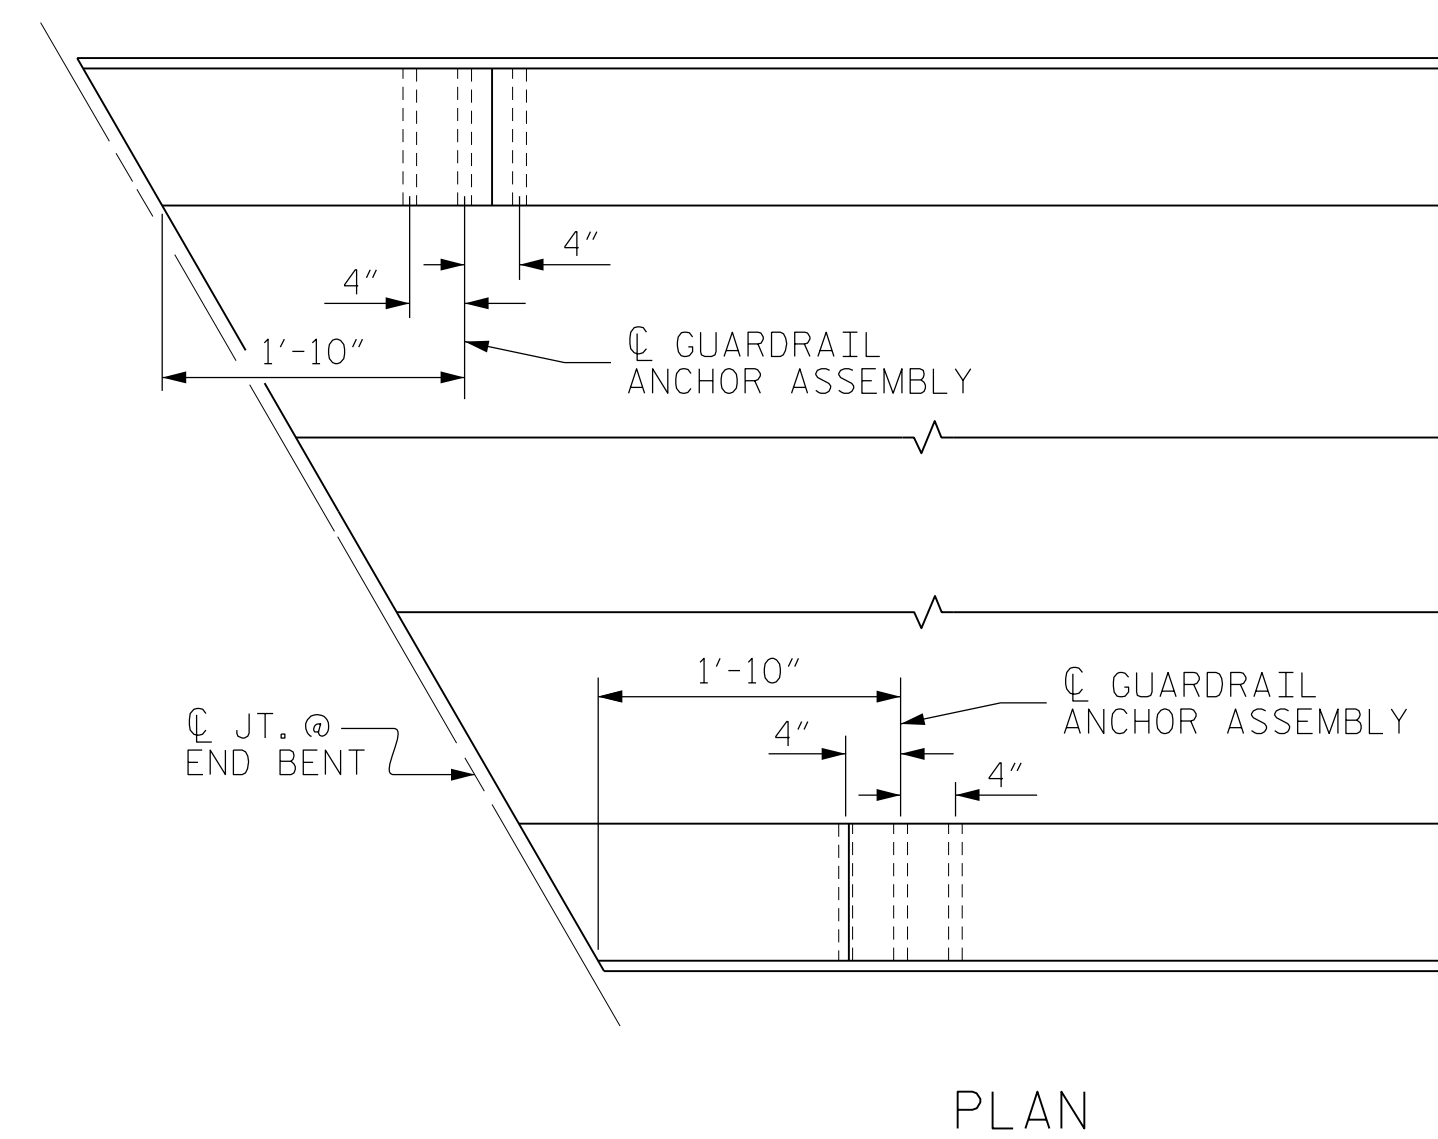 4″
4″
1′-10″
℄ GUARDRAIL
ANCHOR ASSEMBLY
1′-10″
℄ GUARDRAIL
ANCHOR ASSEMBLY
℄ JT. @
END BENT
4″
4″
PLAN